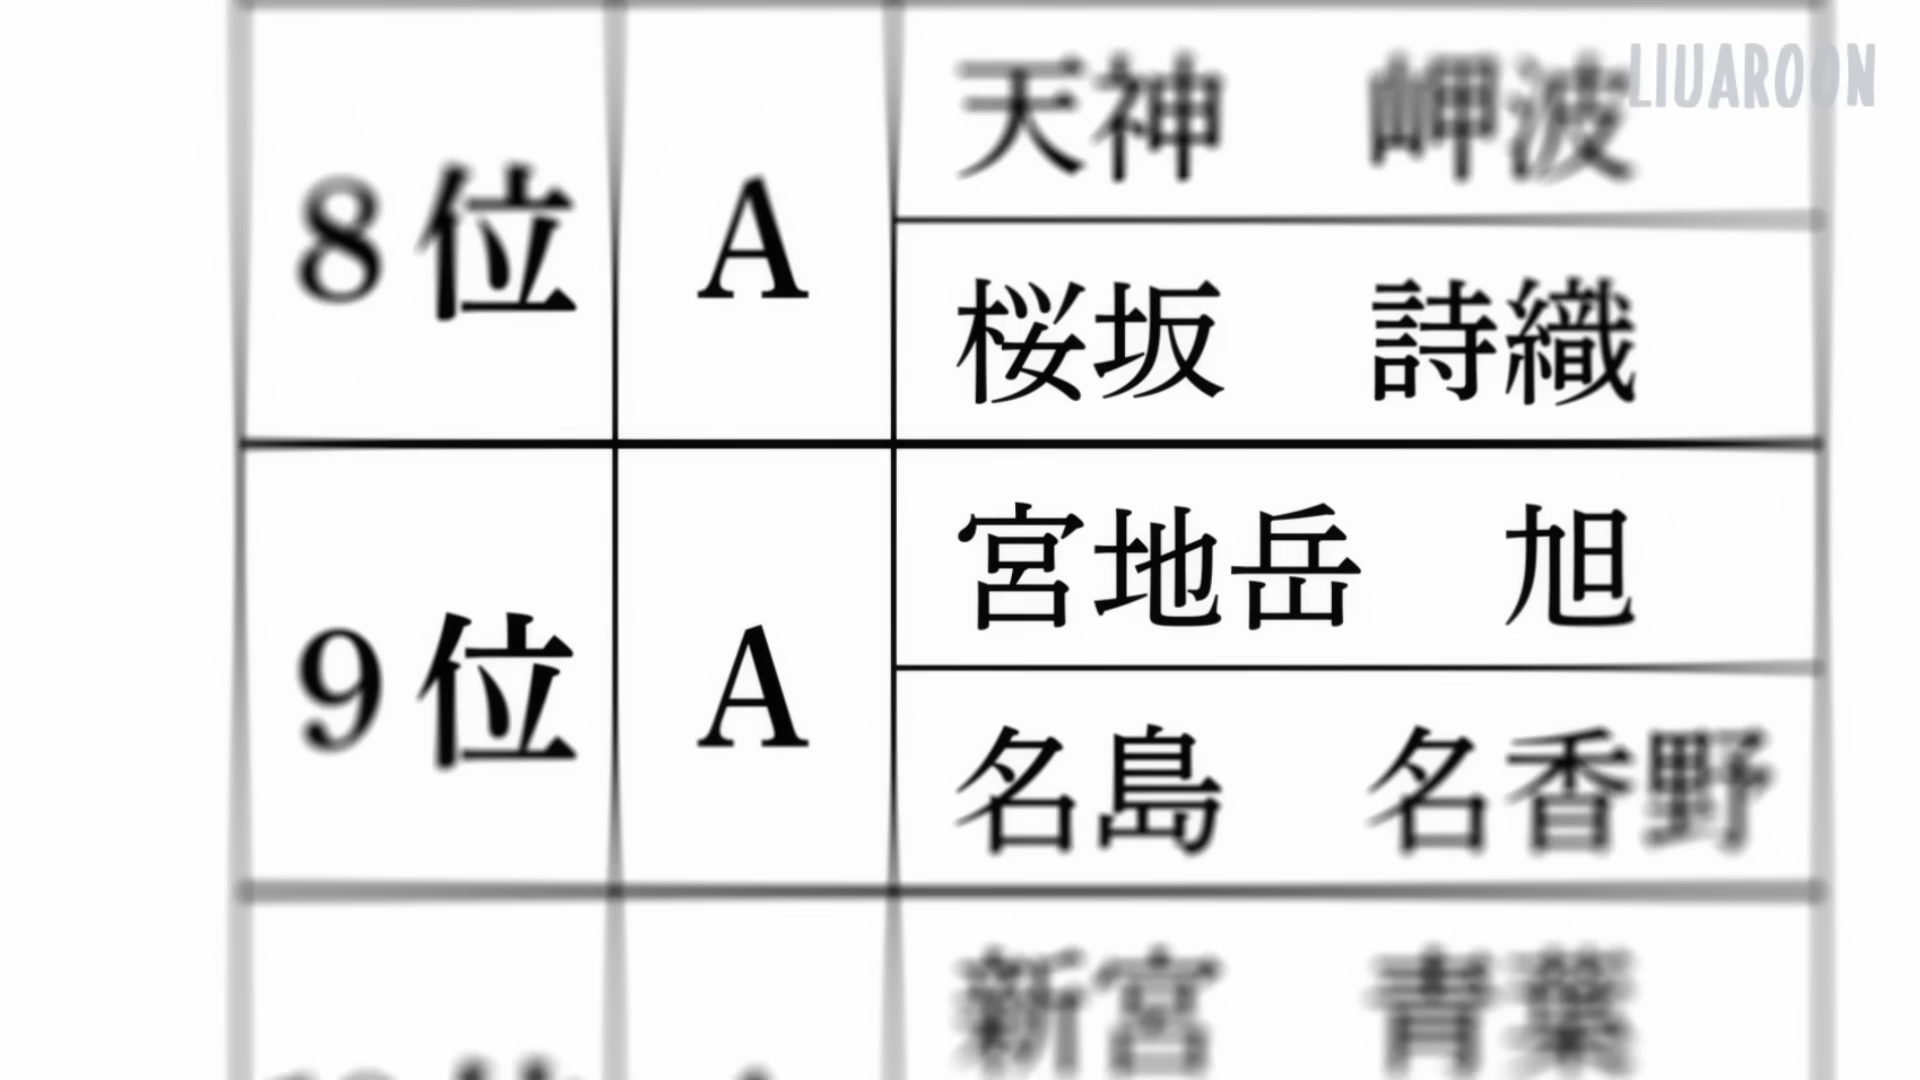 LIUAROON
8位 A 天神 岬波
桜坂 詩織
9位 A 宮地岳 旭
名島 名香野
新宮 青葉